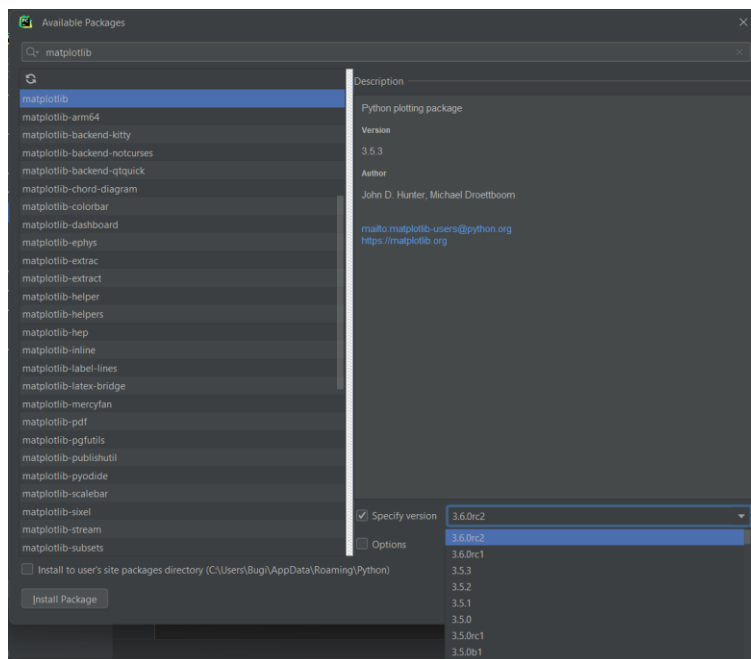 Available Packages
matplotlib
matplotlib
matplotlib-arm64
matplotlib-backend-kitty
matplotlib-backend-notcurses
matplotlib-backend-qtquick
matplotlib-chord-diagram
matplotlib-colorbar
matplotlib-dashboard
matplotlib-ephys
matplotlib-extrac
matplotlib-extract
matplotlib-helper
matplotlib-helpers
matplotlib-hep
matplotlib-inline
matplotlib-label-lines
matplotlib-latex-bridge
matplotlib-mercyfan
matplotlib-pdf
matplotlib-pgfutils
matplotlib-publishutil
matplotlib-pyodide
matplotlib-scalebar
matplotlib-sixel
matplotlib-stream
matplotlib-subsets
Description
Python plotting package
Version
3.5.3
Author
John D. Hunter, Michael Droettboom
mailto:matplotlib-users@python.org
https://matplotlib.org
Specify version 3.6.0rc2
Options
3.6.0rc2
3.6.0rc1
3.5.3
3.5.2
3.5.1
3.5.0
3.5.0rc1
3.5.0b1
Install to user's site packages directory (C:\Users\Bugi\AppData\Roaming\Python)
Install Package